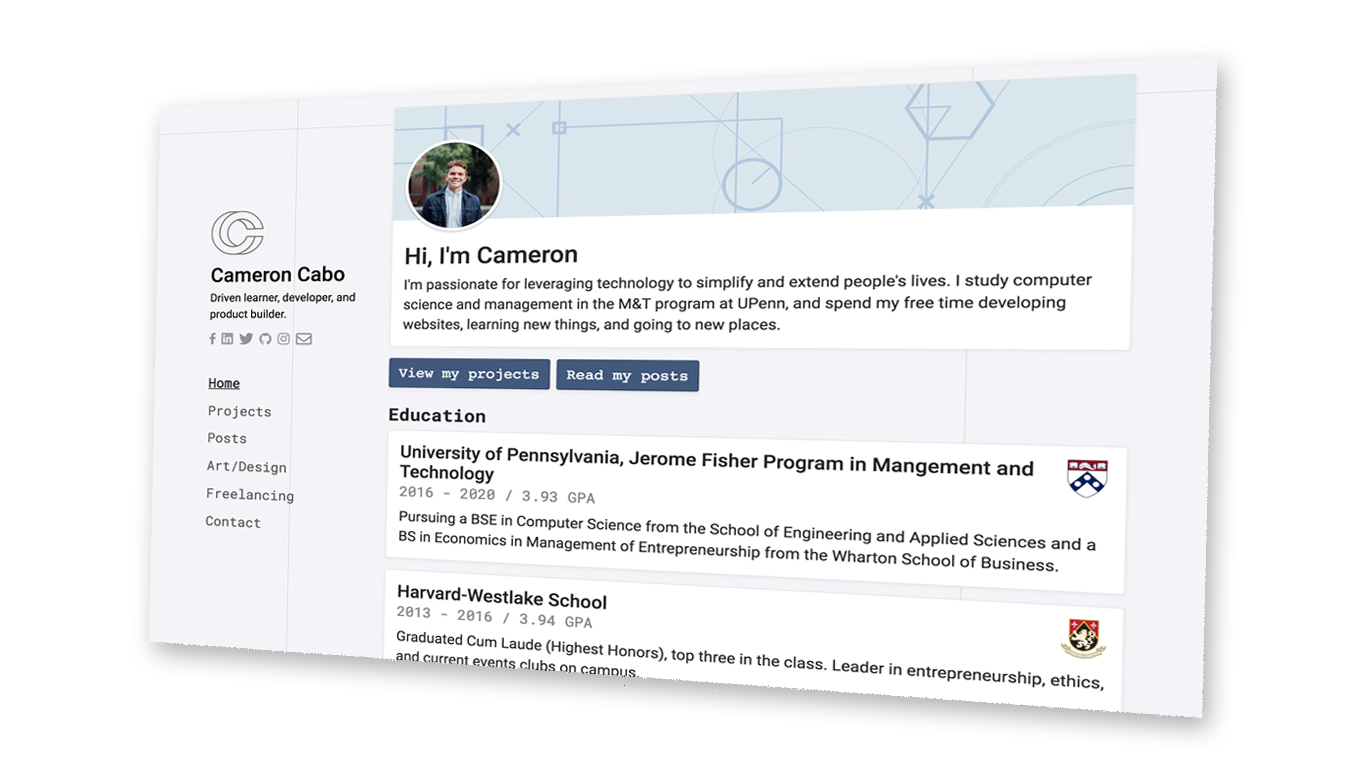 Cameron Cabo
Driven learner, developer, and
product builder.
Home
Projects
Posts
Art/Design
Freelancing
Contact
Hi, I'm Cameron
I'm passionate for leveraging technology to simplify and extend people's lives. I study computer
science and management in the M&T program at UPenn, and spend my free time developing
websites, learning new things, and going to new places.
View my projects
Read my posts
Education
University of Pennsylvania, Jerome Fisher Program in Mangement and
Technology
2016 - 2020 / 3.93 GPA
Pursuing a BSE in Computer Science from the School of Engineering and Applied Sciences and a
BS in Economics in Management of Entrepreneurship from the Wharton School of Business.
Harvard-Westlake School
2013 - 2016 / 3.94 GPA
Graduated Cum Laude (Highest Honors), top three in the class. Leader in entrepreneurship, ethics,
and current events clubs on campus.